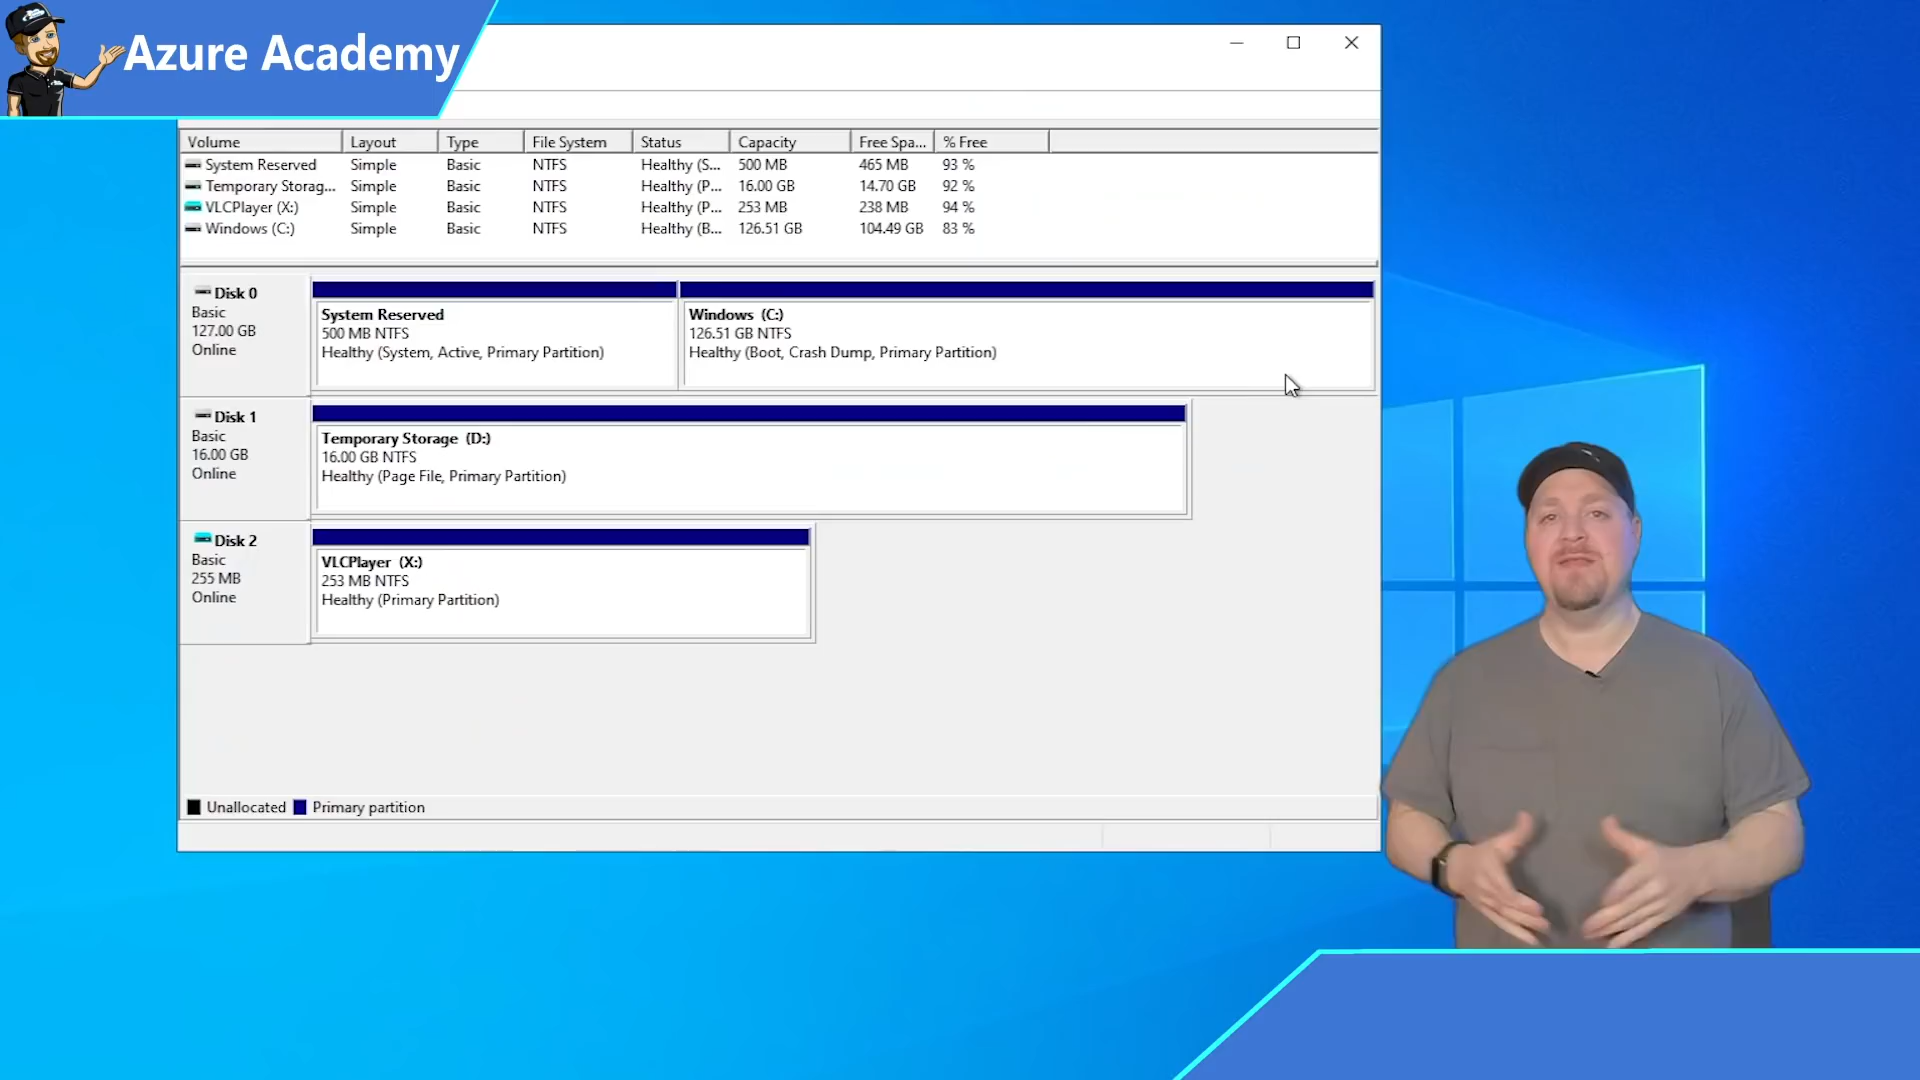 Azure Academy
Volume Layout Type File System Status Capacity Free Spa... % Free
System Reserved Simple Basic NTFS Healthy (S... 500 MB 465 MB 93 %
Temporary Storag... Simple Basic NTFS Healthy (P... 16.00 GB 14.70 GB 92 %
VLCPlayer (X:) Simple Basic NTFS Healthy (P... 253 MB 238 MB 94 %
Windows (C:) Simple Basic NTFS Healthy (B... 126.51 GB 104.49 GB 83 %
Disk 0
Basic
127.00 GB
Online
System Reserved
500 MB NTFS
Healthy (System, Active, Primary Partition)
Windows (C:)
126.51 GB NTFS
Healthy (Boot, Crash Dump, Primary Partition)
Disk 1
Basic
16.00 GB
Online
Temporary Storage (D:)
16.00 GB NTFS
Healthy (Page File, Primary Partition)
Disk 2
Basic
255 MB
Online
VLCPlayer (X:)
253 MB NTFS
Healthy (Primary Partition)
Unallocated Primary partition